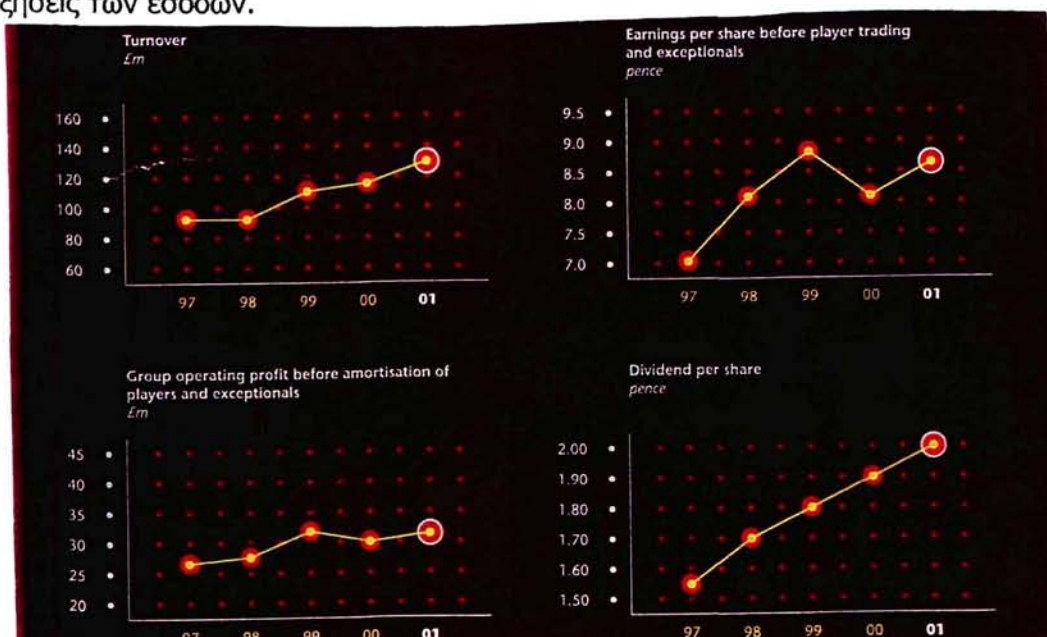 ξήσεις των εσόδων.
Turnover
£m
160
140
120
100
80
60
97 98 99 00 01
Earnings per share before player trading
and exceptionals
pence
9.5
9.0
8.5
8.0
7.5
7.0
97 98 99 00 01
Group operating profit before amortisation of
players and exceptionals
£m
45
40
35
30
25
20
97 98 99 00 01
Dividend per share
pence
2.00
1.90
1.80
1.70
1.60
1.50
97 98 99 00 01